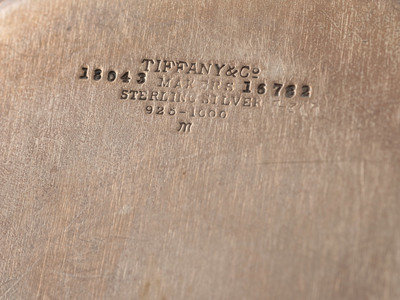 TIFFANY & Co
18043 MAKERS 16782
STERLING SILVER
925-1000
m